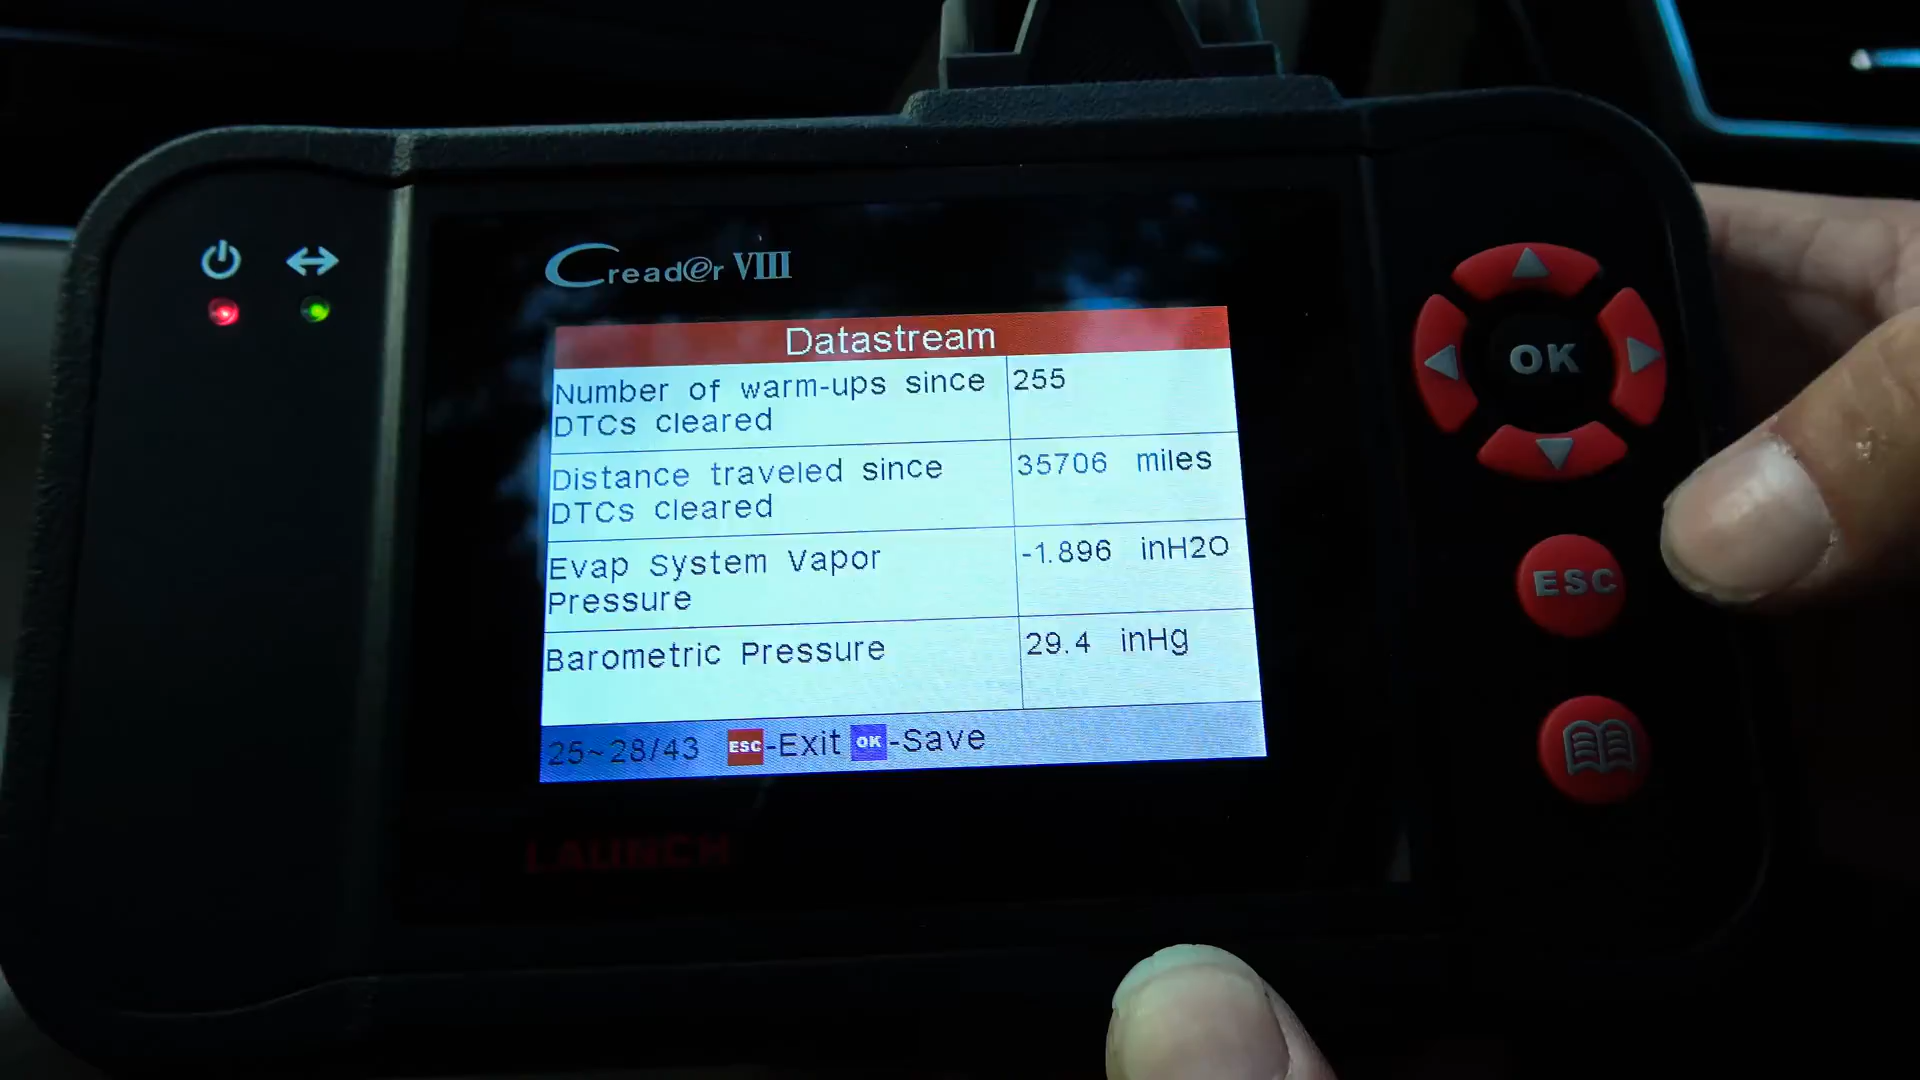 Creader VIII
Datastream
Number of warm-ups since 255
DTCs cleared
Distance traveled since 35706 miles
DTCs cleared
Evap System Vapor -1.896 inH2O
Pressure
Barometric Pressure 29.4 inHg
25~28/43 ESC-Exit OK-Save
LAUNCH
OK
ESC